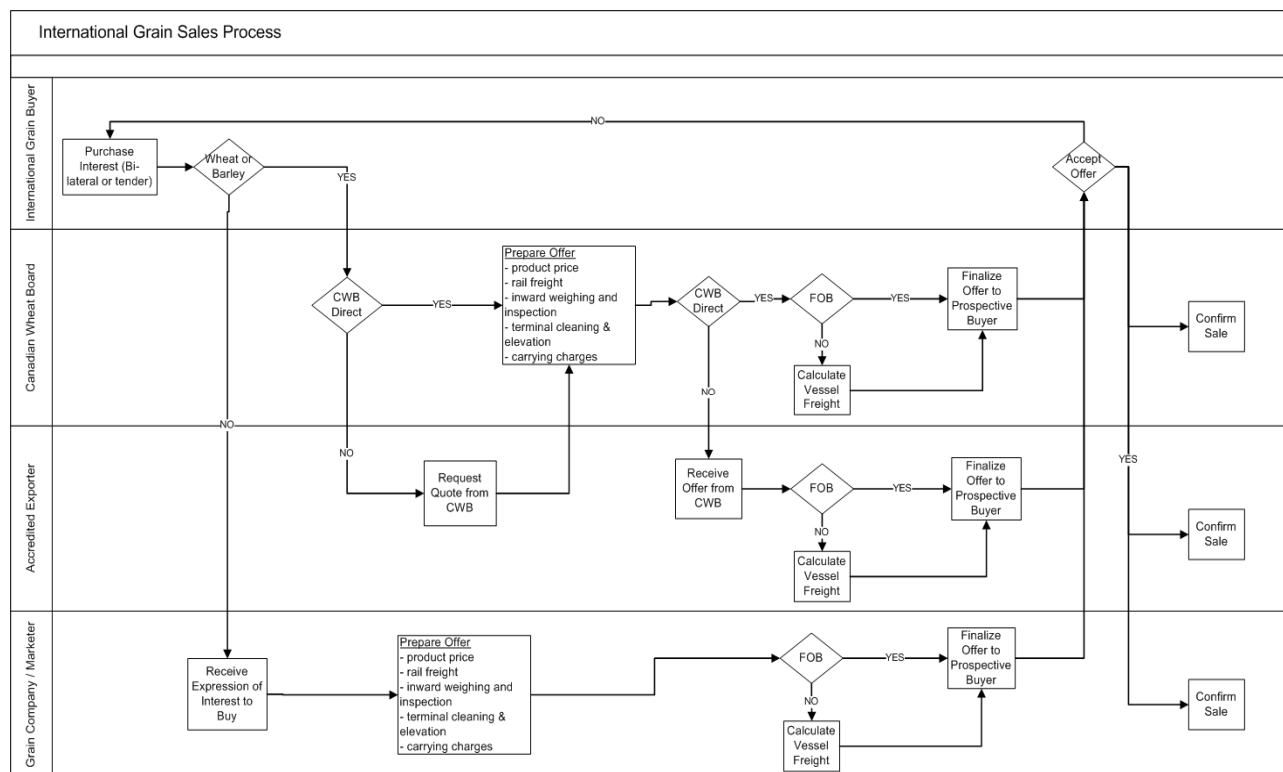 International Grain Sales Process
International Grain Buyer
NO
Purchase
Interest (Bi-
lateral or tender)
Wheat or
Barley
YES
Accept
Offer
Canadian Wheat Board
CWB
Direct
YES
Prepare Offer
- product price
- rail freight
- inward weighing and
inspection
- terminal cleaning &
elevation
- carrying charges
CWB
Direct
YES
FOB
YES
Finalize
Offer to
Prospective
Buyer
NO
Calculate
Vessel
Freight
NO
Confirm
Sale
NO
NO
Accredited Exporter
Request
Quote from
CWB
Receive
Offer from
CWB
FOB
YES
Finalize
Offer to
Prospective
Buyer
NO
Calculate
Vessel
Freight
YES
Confirm
Sale
Grain Company / Marketer
Receive
Expression of
Interest to
Buy
Prepare Offer
- product price
- rail freight
- inward weighing and
inspection
- terminal cleaning &
elevation
- carrying charges
FOB
YES
Finalize
Offer to
Prospective
Buyer
NO
Calculate
Vessel
Freight
Confirm
Sale